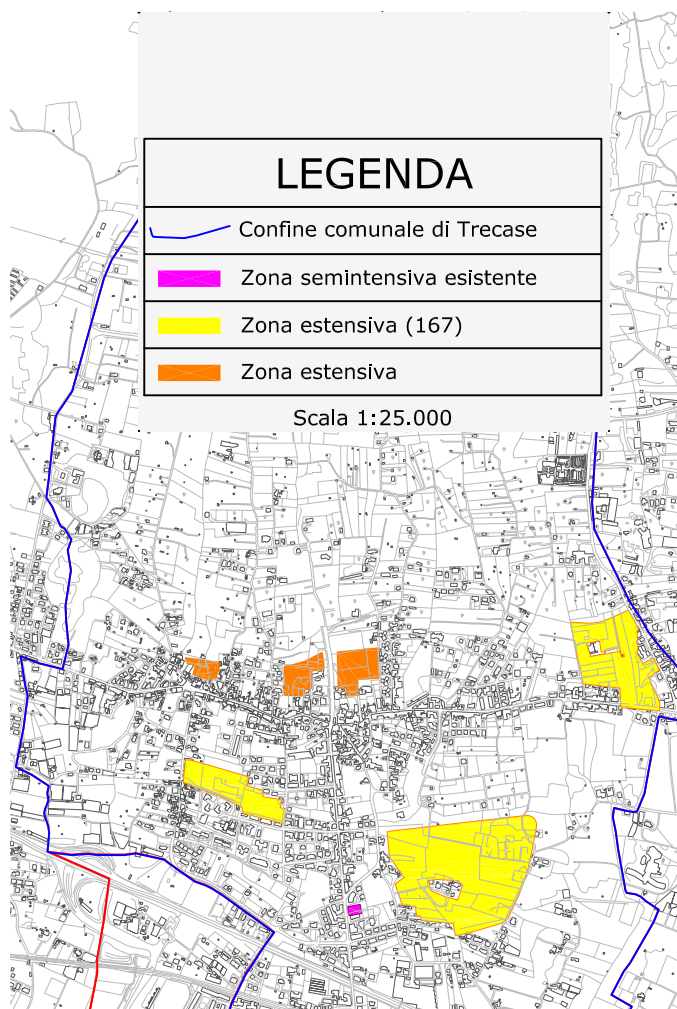 LEGENDA
Confine comunale di Trecase
Zona semintensiva esistente
Zona estensiva (167)
Zona estensiva
Scala 1:25.000